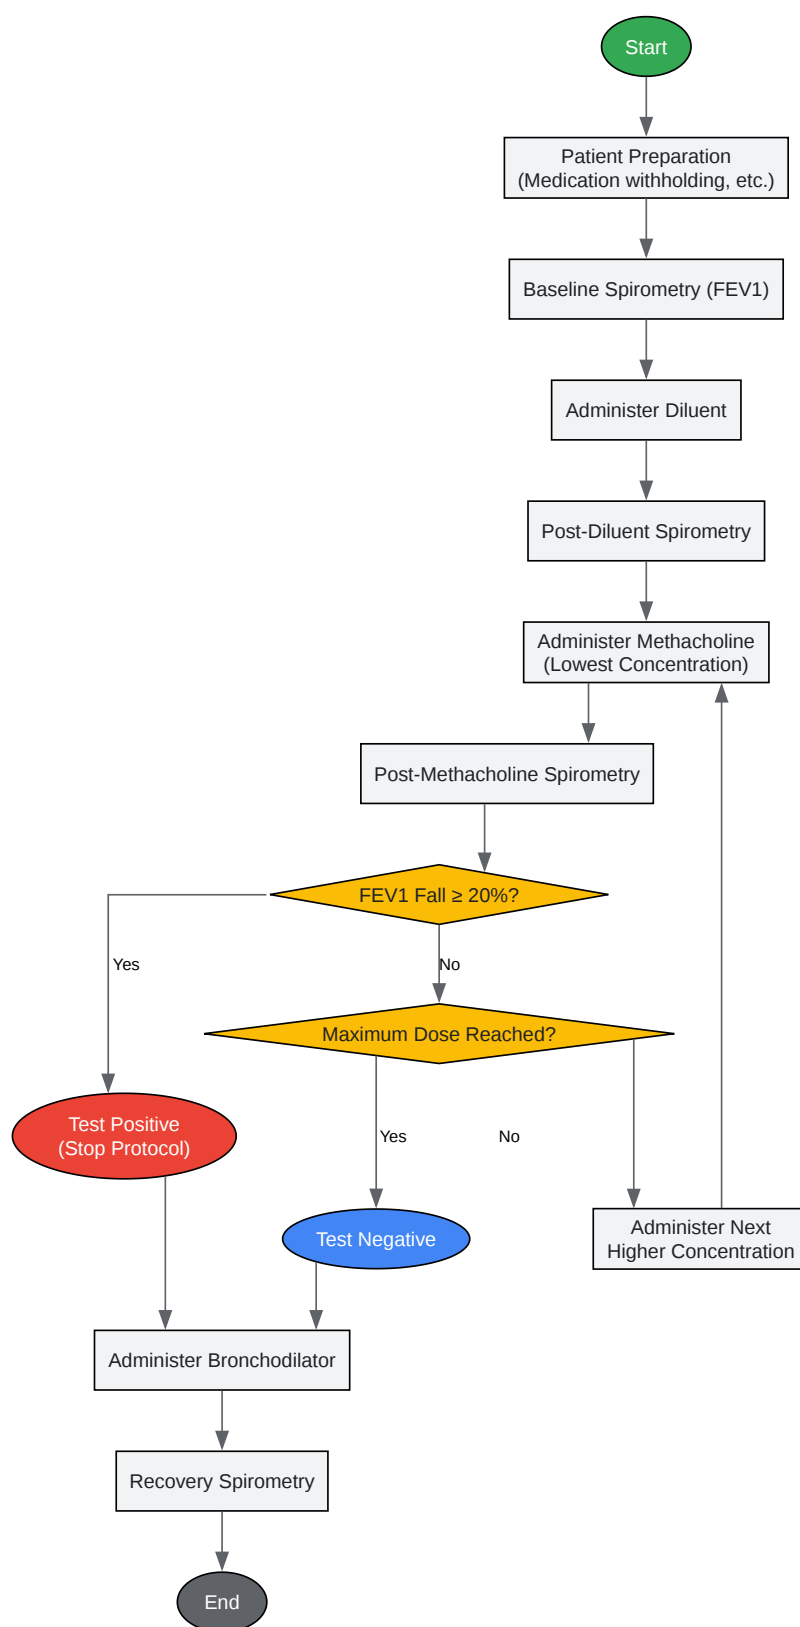 Start
Patient Preparation
(Medication withholding, etc.)
Baseline Spirometry (FEV1)
Administer Diluent
Post-Diluent Spirometry
Administer Methacholine
(Lowest Concentration)
Post-Methacholine Spirometry
FEV1 Fall ≥ 20%?
Yes
No
Maximum Dose Reached?
Test Positive
(Stop Protocol)
Yes
No
Test Negative
Administer Next
Higher Concentration
Administer Bronchodilator
Recovery Spirometry
End